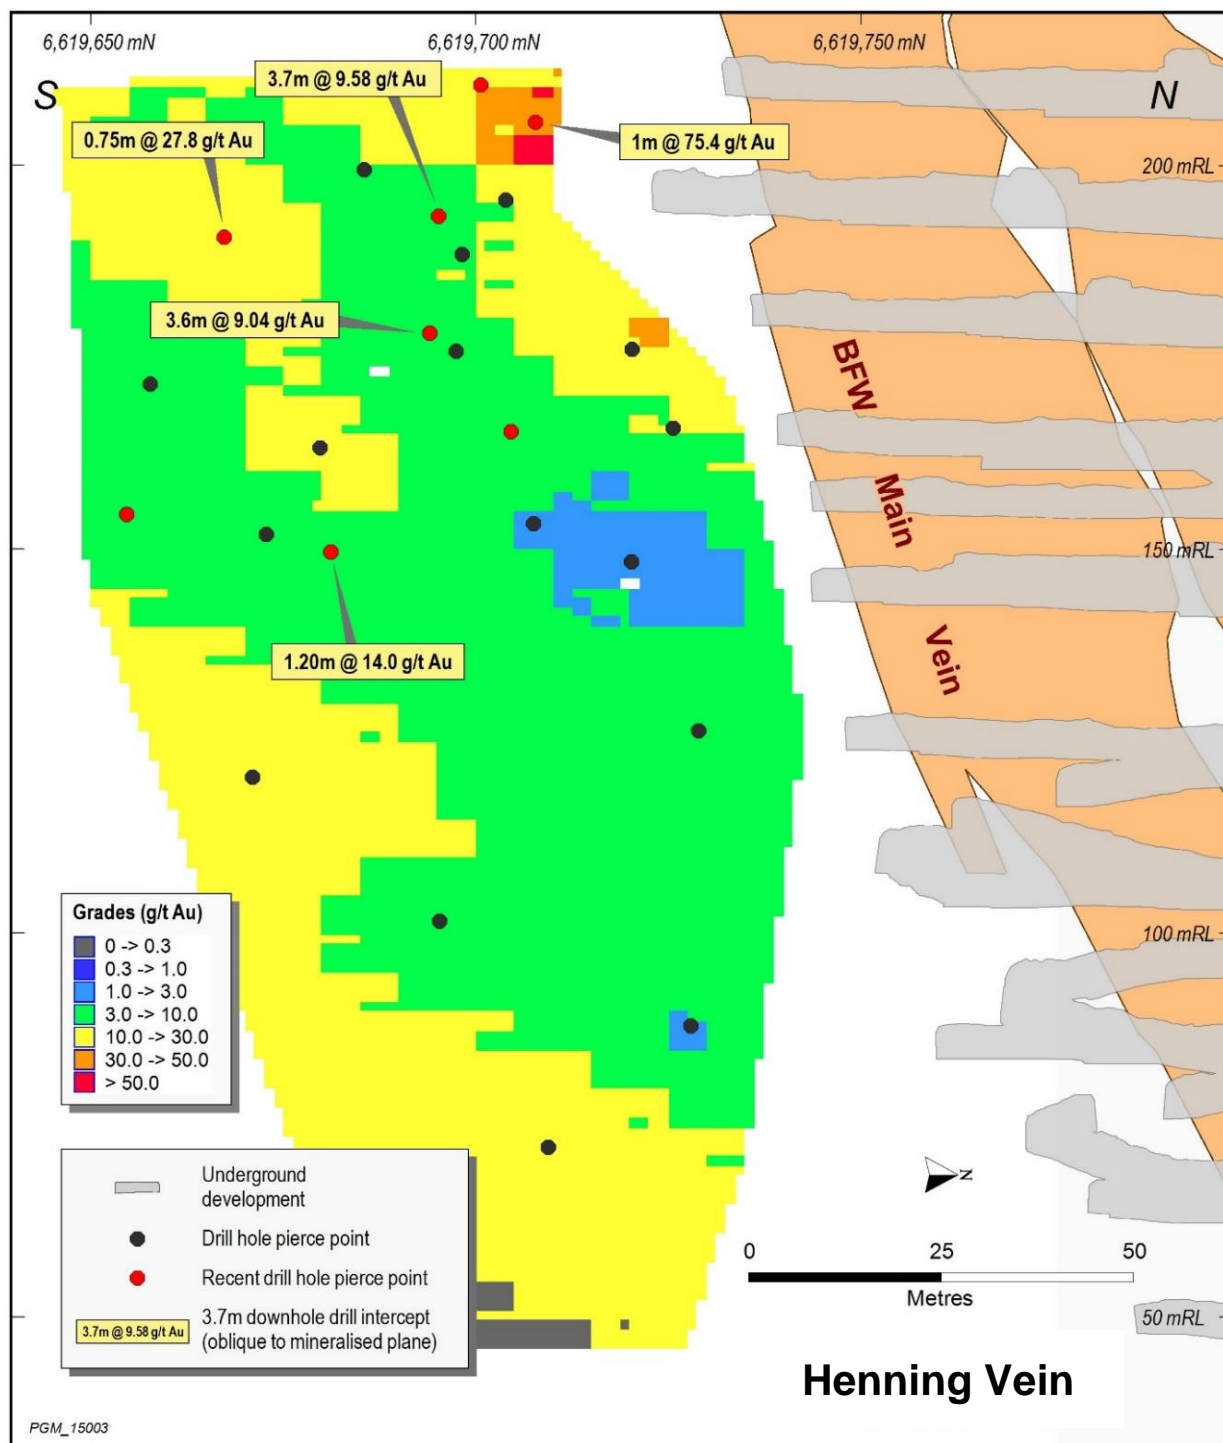 6,619,650 mN
6,619,700 mN
6,619,750 mN
S
N
3.7m @ 9.58 g/t Au
0.75m @ 27.8 g/t Au
1m @ 75.4 g/t Au
200 mRL
3.6m @ 9.04 g/t Au
BFW
Main
Vein
150 mRL
1.20m @ 14.0 g/t Au
100 mRL
Grades (g/t Au)
0 -> 0.3
0.3 -> 1.0
1.0 -> 3.0
3.0 -> 10.0
10.0 -> 30.0
30.0 -> 50.0
> 50.0
Underground
development
Drill hole pierce point
Recent drill hole pierce point
3.7m @ 9.58 g/t Au
3.7m downhole drill intercept
(oblique to mineralised plane)
N
0 25 50
Metres
50 mRL
Henning Vein
PGM_15003